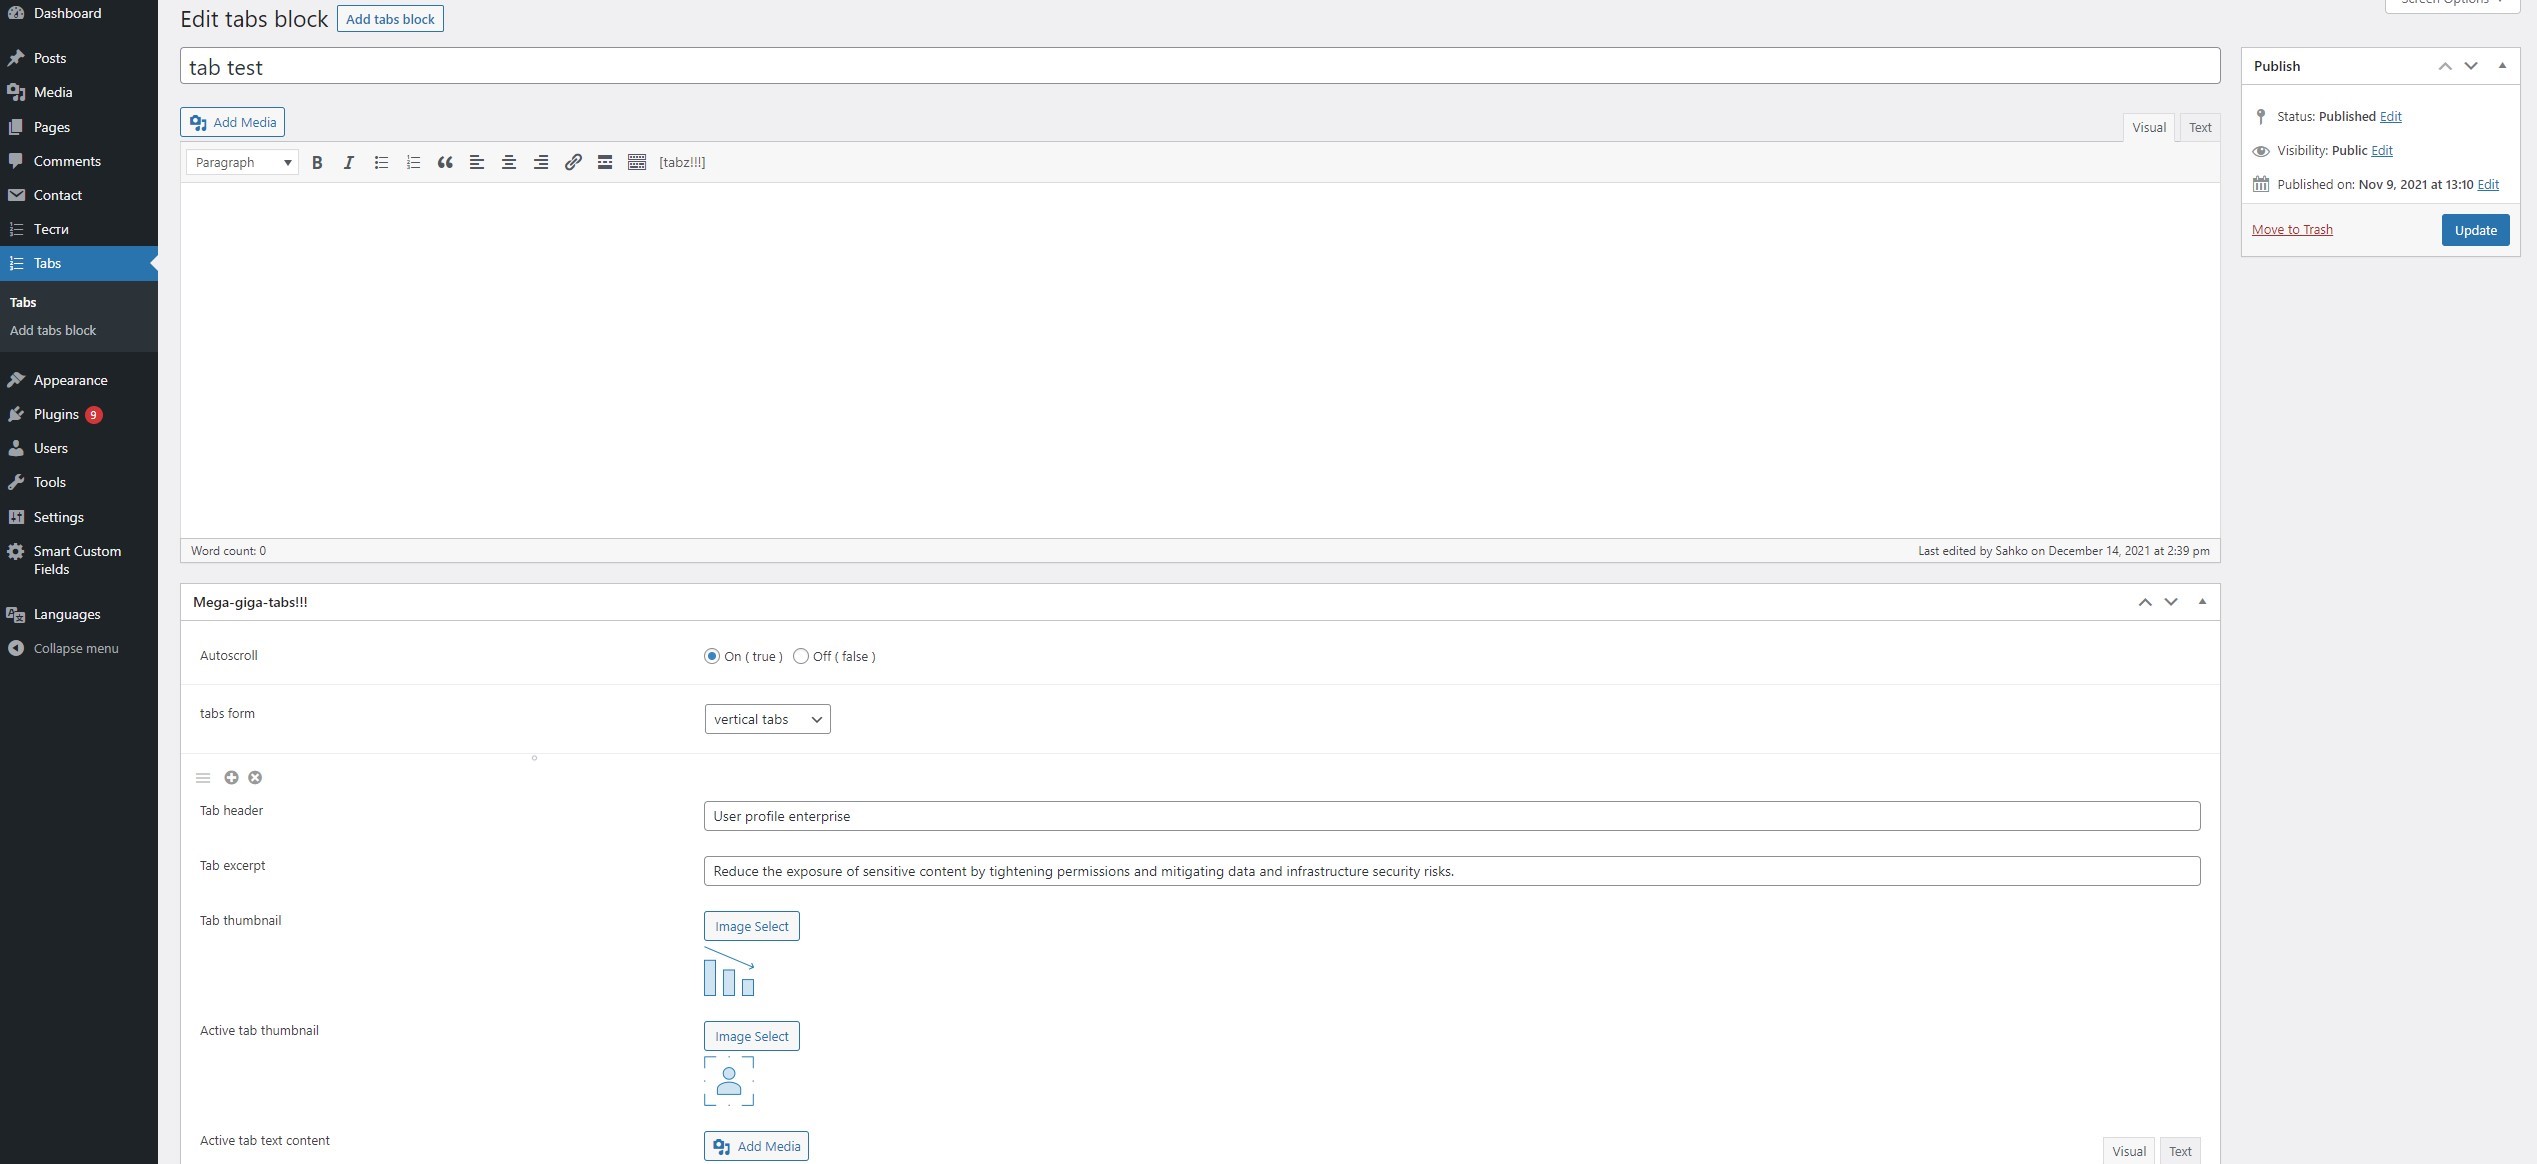 Dashboard
Posts
Media
Pages
Comments
Contact
Тести
Tabs
Tabs
Add tabs block
Appearance
Plugins 9
Users
Tools
Settings
Smart Custom
Fields
Languages
Collapse menu
Edit tabs block Add tabs block
Screen Options
tab test
Add Media
Visual Text
Paragraph B I [tabz!!!]
Word count: 0
Last edited by Sahko on December 14, 2021 at 2:39 pm
Mega-giga-tabs!!!
Autoscroll
On ( true ) Off ( false )
tabs form
vertical tabs
Tab header
User profile enterprise
Tab excerpt
Reduce the exposure of sensitive content by tightening permissions and mitigating data and infrastructure security risks.
Tab thumbnail
Image Select
Active tab thumbnail
Image Select
Active tab text content
Add Media
Visual Text
Publish
Status: Published Edit
Visibility: Public Edit
Published on: Nov 9, 2021 at 13:10 Edit
Move to Trash
Update